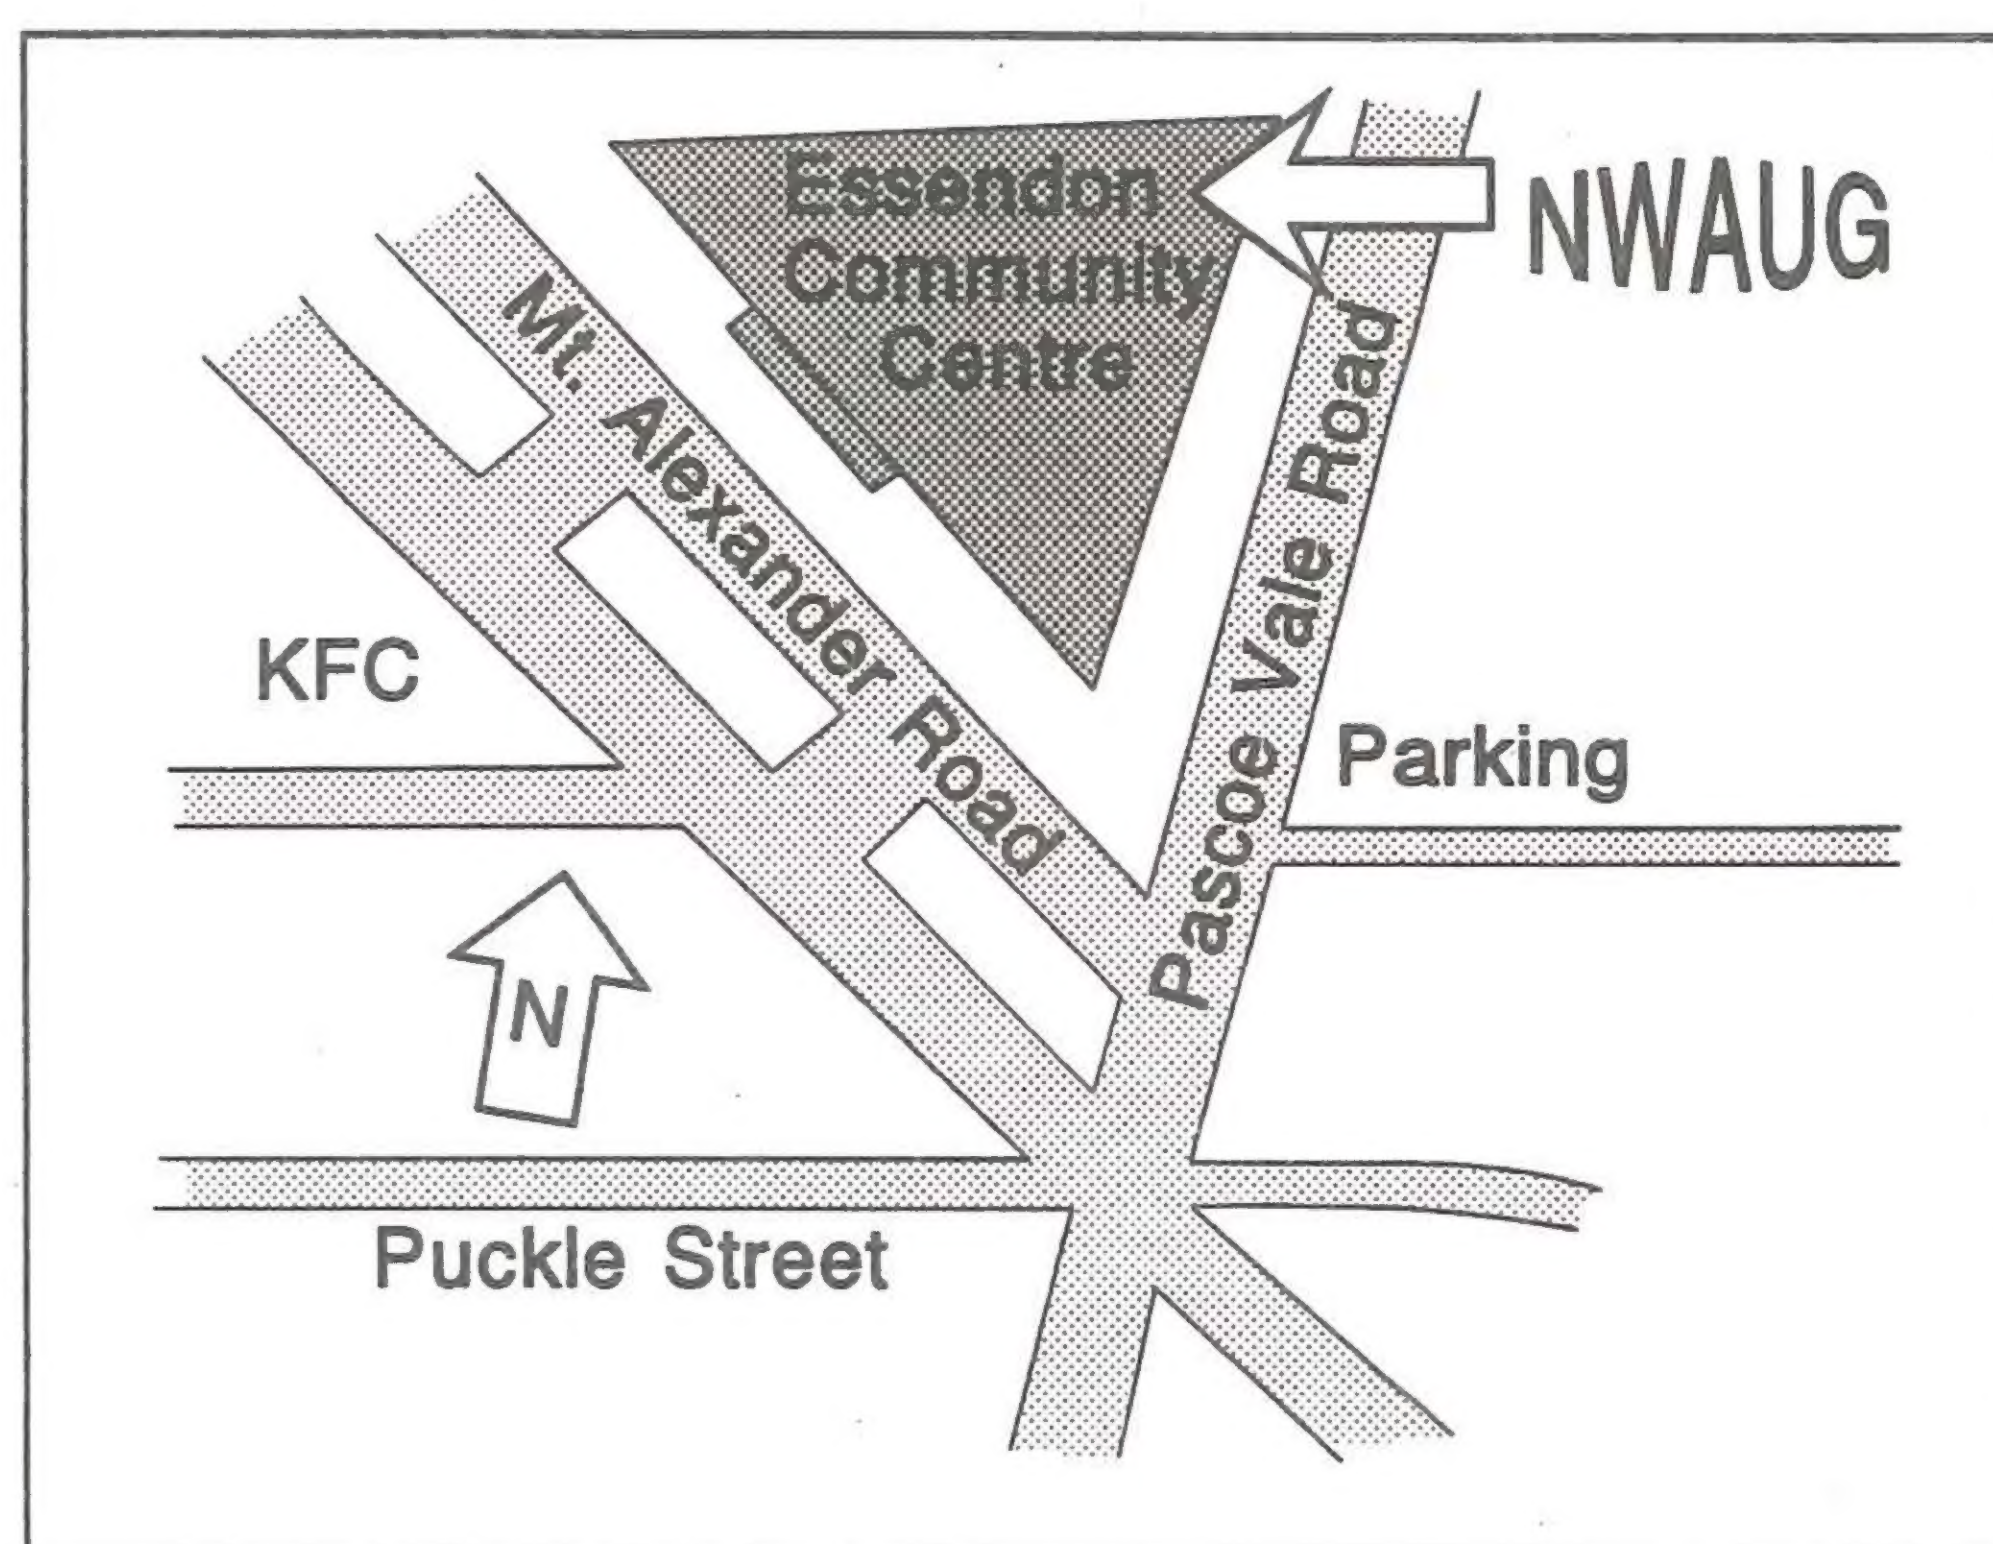 Essendon
Community
Centre
NWAUG
Mt. Alexander Road
Pascoe Vale Road
KFC
Parking
N
Puckle Street